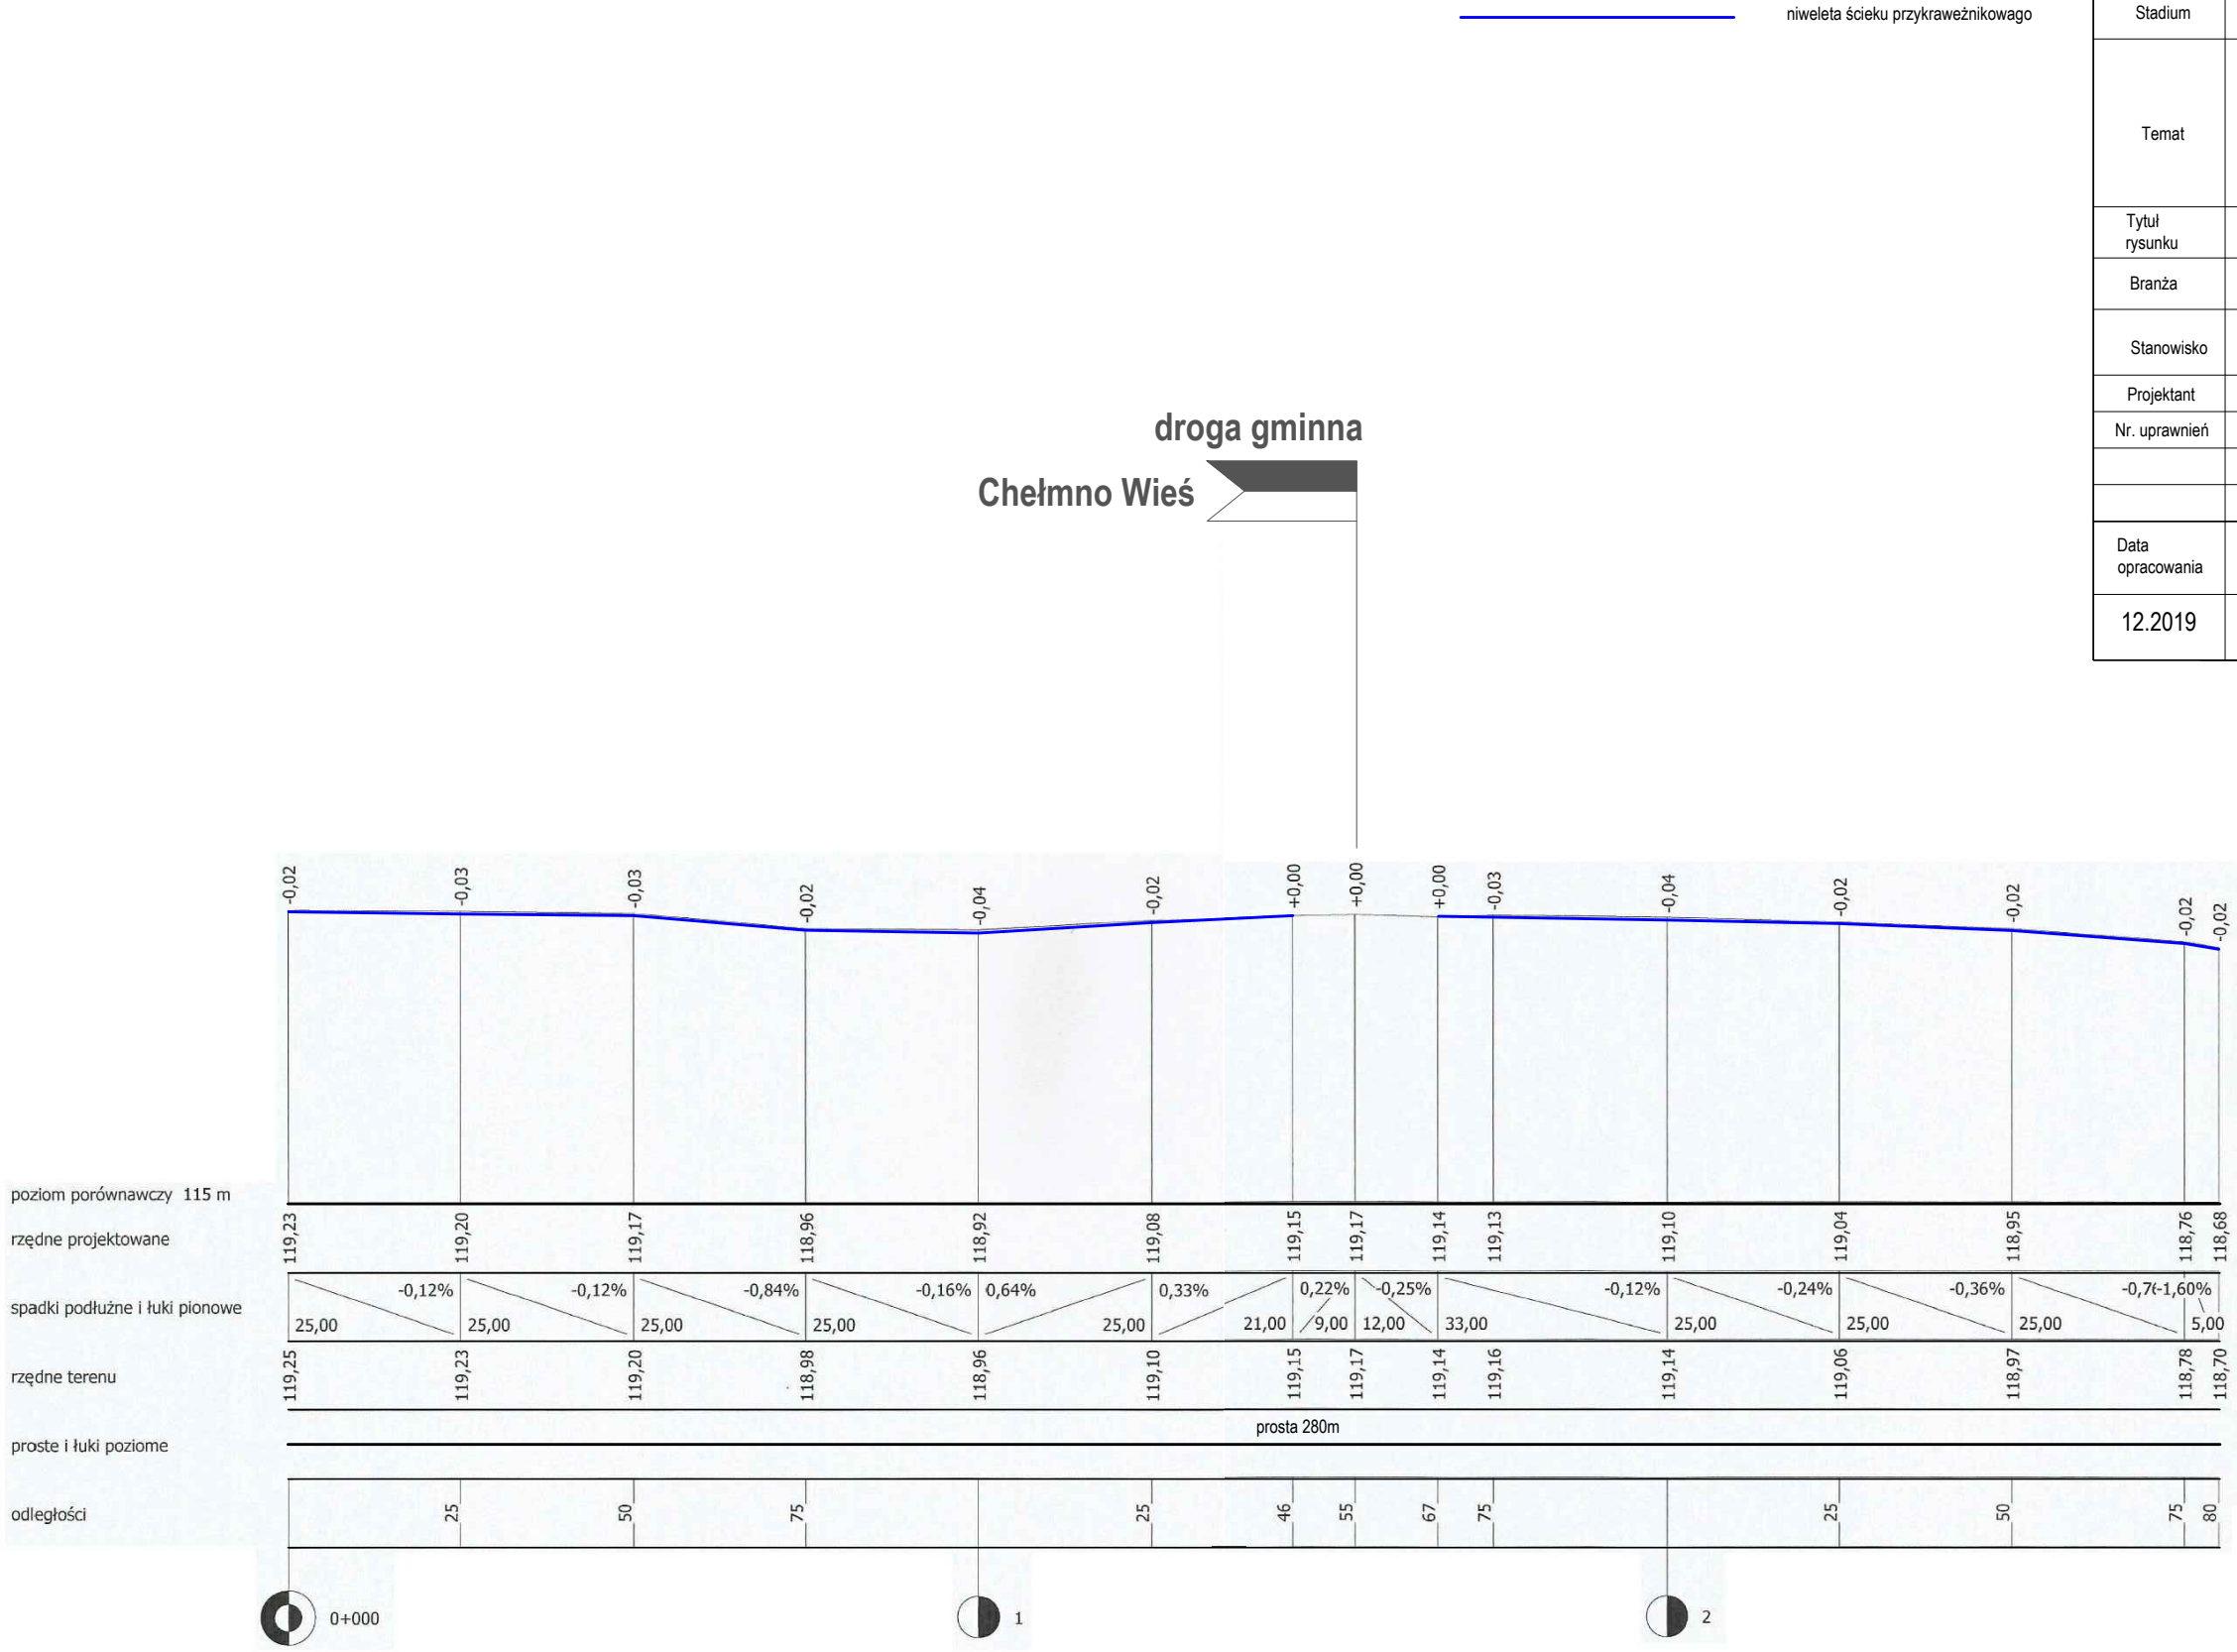 niweleta ścieku przykraweżnikowago
Stadium
Temat
Tytuł
rysunku
Branża
Stanowisko
Projektant
Nr. uprawnień
Data
opracowania
12.2019
droga gminna
Chełmno Wieś
-0,02 -0,03 -0,03 -0,02 -0,04 -0,02 +0,00 +0,00 +0,00 -0,03 -0,04 -0,02 -0,02 -0,02 -0,02
poziom porównawczy 115 m
rzędne projektowane
119,23 119,20 119,17 118,96 118,92 119,08 119,15 119,17 119,14 119,13 119,10 119,04 118,95 118,76 118,68
spadki podłużne i łuki pionowe
-0,12% -0,12% -0,84% -0,16% 0,64% 0,33% 0,22% -0,25% -0,12% -0,24% -0,36% -1,60%
25,00 25,00 25,00 25,00 25,00 21,00 9,00 12,00 33,00 25,00 25,00 25,00 5,00
rzędne terenu
119,25 119,23 119,20 118,98 118,96 119,10 119,15 119,17 119,14 119,16 119,14 119,06 118,97 118,78 118,70
prosta 280m
proste i łuki poziome
odległości
25 50 75 25 46 55 67 75 25 50 75 80
0+000 1 2